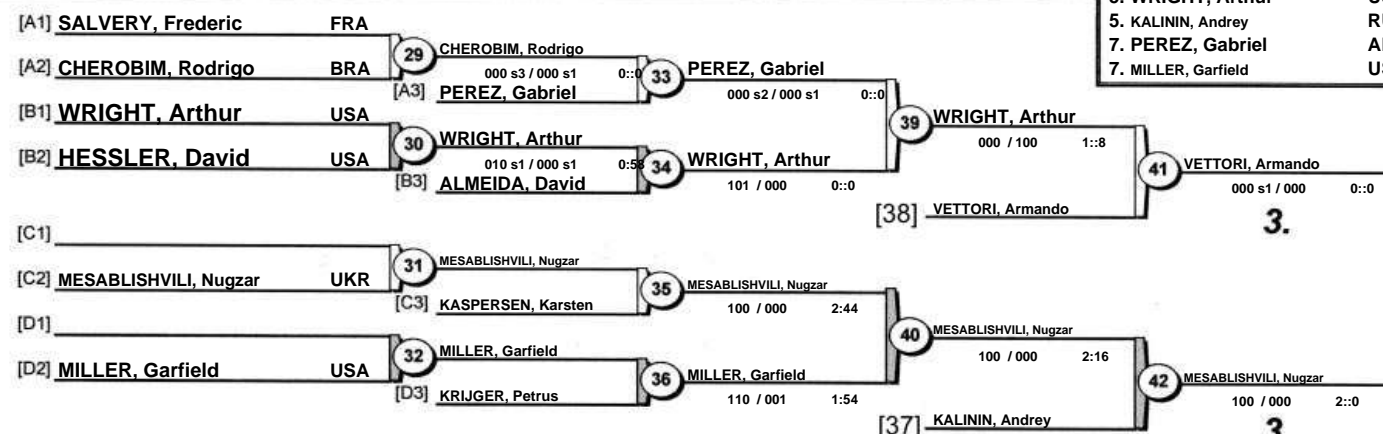 [A1] SALVERY, Frederic FRA
[A2] CHEROBIM, Rodrigo BRA
29 CHEROBIM, Rodrigo
000 s3 / 000 s1
[A3] PEREZ, Gabriel
33 PEREZ, Gabriel
000 s2 / 000 s1 0::0
[B1] WRIGHT, Arthur USA
[B2] HESSLER, David USA
30 WRIGHT, Arthur
010 s1 / 000 s1 0:58
[B3] ALMEIDA, David
34 WRIGHT, Arthur
101 / 000 0::0
39 WRIGHT, Arthur
000 / 100 1::8
[38] VETTORI, Armando
41 VETTORI, Armando
000 s1 / 000 0::0
3.
[C1]
[C2] MESABLISHVILI, Nugzar UKR
31 MESABLISHVILI, Nugzar
[C3] KASPERSEN, Karsten
35 MESABLISHVILI, Nugzar
100 / 000 2:44
[D1]
[D2] MILLER, Garfield USA
32 MILLER, Garfield
[D3] KRIJGER, Petrus
36 MILLER, Garfield
110 / 001 1:54
40 MESABLISHVILI, Nugzar
100 / 000 2:16
[37] KALININ, Andrey
42 MESABLISHVILI, Nugzar
100 / 000 2::0
3
5. KALININ, Andrey
7. PEREZ, Gabriel
7. MILLER, Garfield